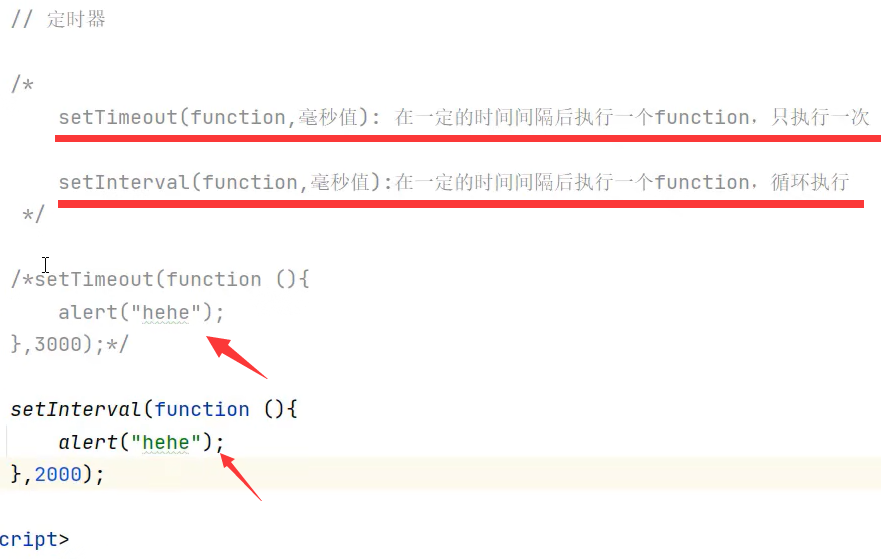 // 定时器
/*
setTimeout(function,毫秒值): 在一定的时间间隔后执行一个function，只执行一次
setInterval(function,毫秒值):在一定的时间间隔后执行一个function，循环执行
*/
/*setTimeout(function (){
alert("hehe");
},3000);*/
setInterval(function (){
alert("hehe");
},2000);
cript>